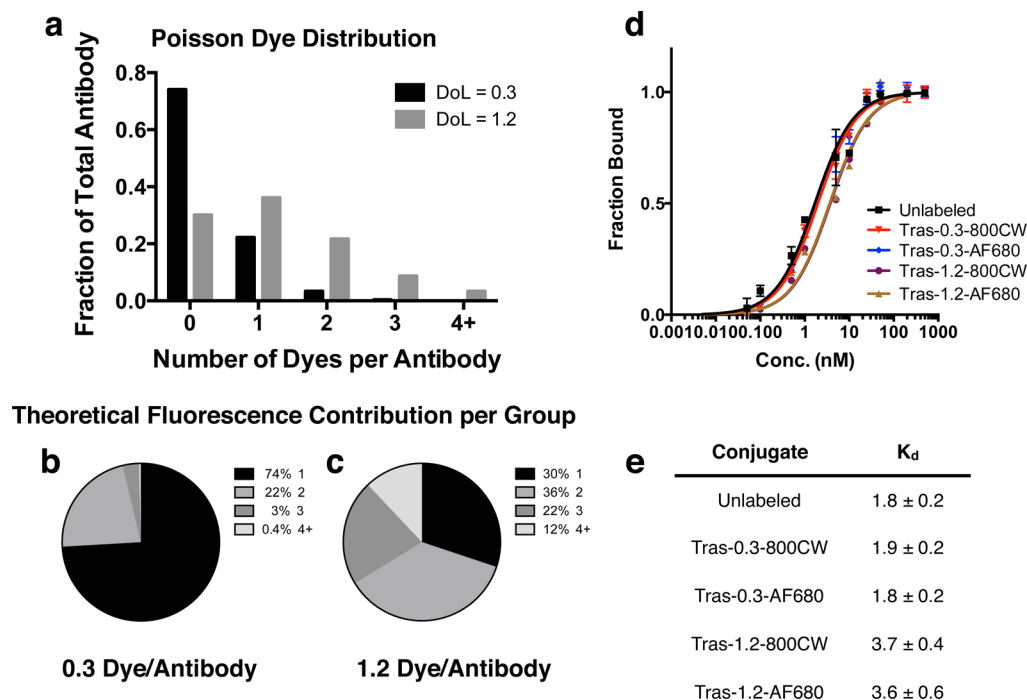 a
Poisson Dye Distribution
Fraction of Total Antibody
0.8
0.6
0.4
0.2
0.0
DoL = 0.3
DoL = 1.2
0 1 2 3 4+
Number of Dyes per Antibody
d
Fraction Bound
1.0
0.5
0.0
Unlabeled
Tras-0.3-800CW
Tras-0.3-AF680
Tras-1.2-800CW
Tras-1.2-AF680
0.001 0.010 0.100 1 10 100 1000
Conc. (nM)
Theoretical Fluorescence Contribution per Group
b
74% 1
22% 2
3% 3
0.4% 4+
0.3 Dye/Antibody
c
30% 1
36% 2
22% 3
12% 4+
1.2 Dye/Antibody
e
Conjugate Kd
Unlabeled 1.8 ± 0.2
Tras-0.3-800CW 1.9 ± 0.2
Tras-0.3-AF680 1.8 ± 0.2
Tras-1.2-800CW 3.7 ± 0.4
Tras-1.2-AF680 3.6 ± 0.6